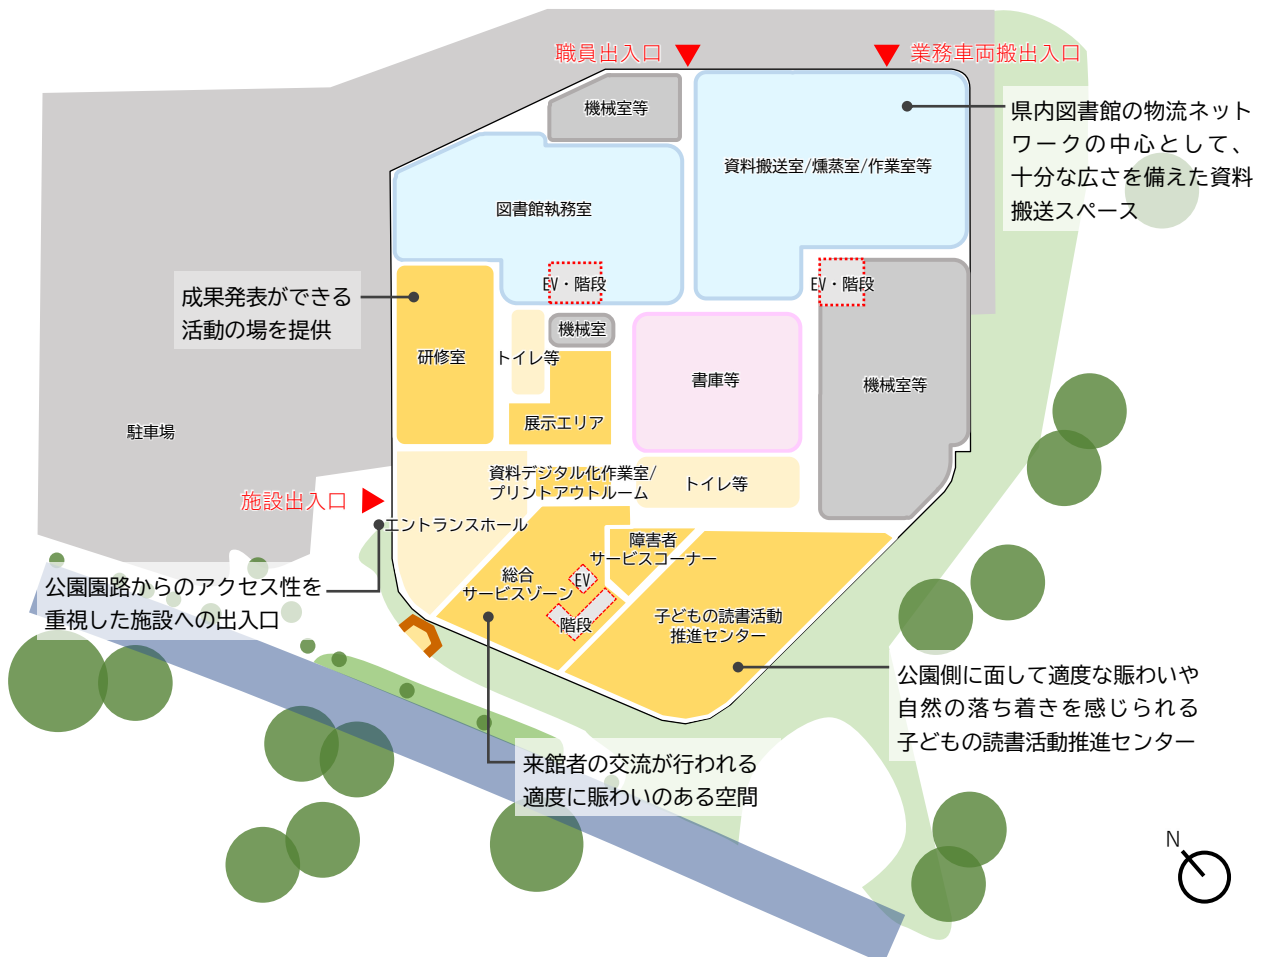 職員出入口
業務車両搬出入口
機械室等
県内図書館の物流ネット
ワークの中心として、
十分な広さを備えた資料
搬送スペース
資料搬送室/燻蒸室/作業室等
図書館執務室
EV・階段
EV・階段
成果発表ができる
活動の場を提供
機械室
研修室
トイレ等
書庫等
機械室等
展示エリア
駐車場
資料デジタル化作業室/
プリントアウトルーム
トイレ等
施設出入口
エントランスホール
障害者
サービスコーナー
総合
サービスゾーン
EV
階段
公園園路からのアクセス性を
重視した施設への出入口
子どもの読書活動
推進センター
公園側に面して適度な賑わいや
自然の落ち着きを感じられる
子どもの読書活動推進センター
来館者の交流が行われる
適度に賑わいのある空間
N